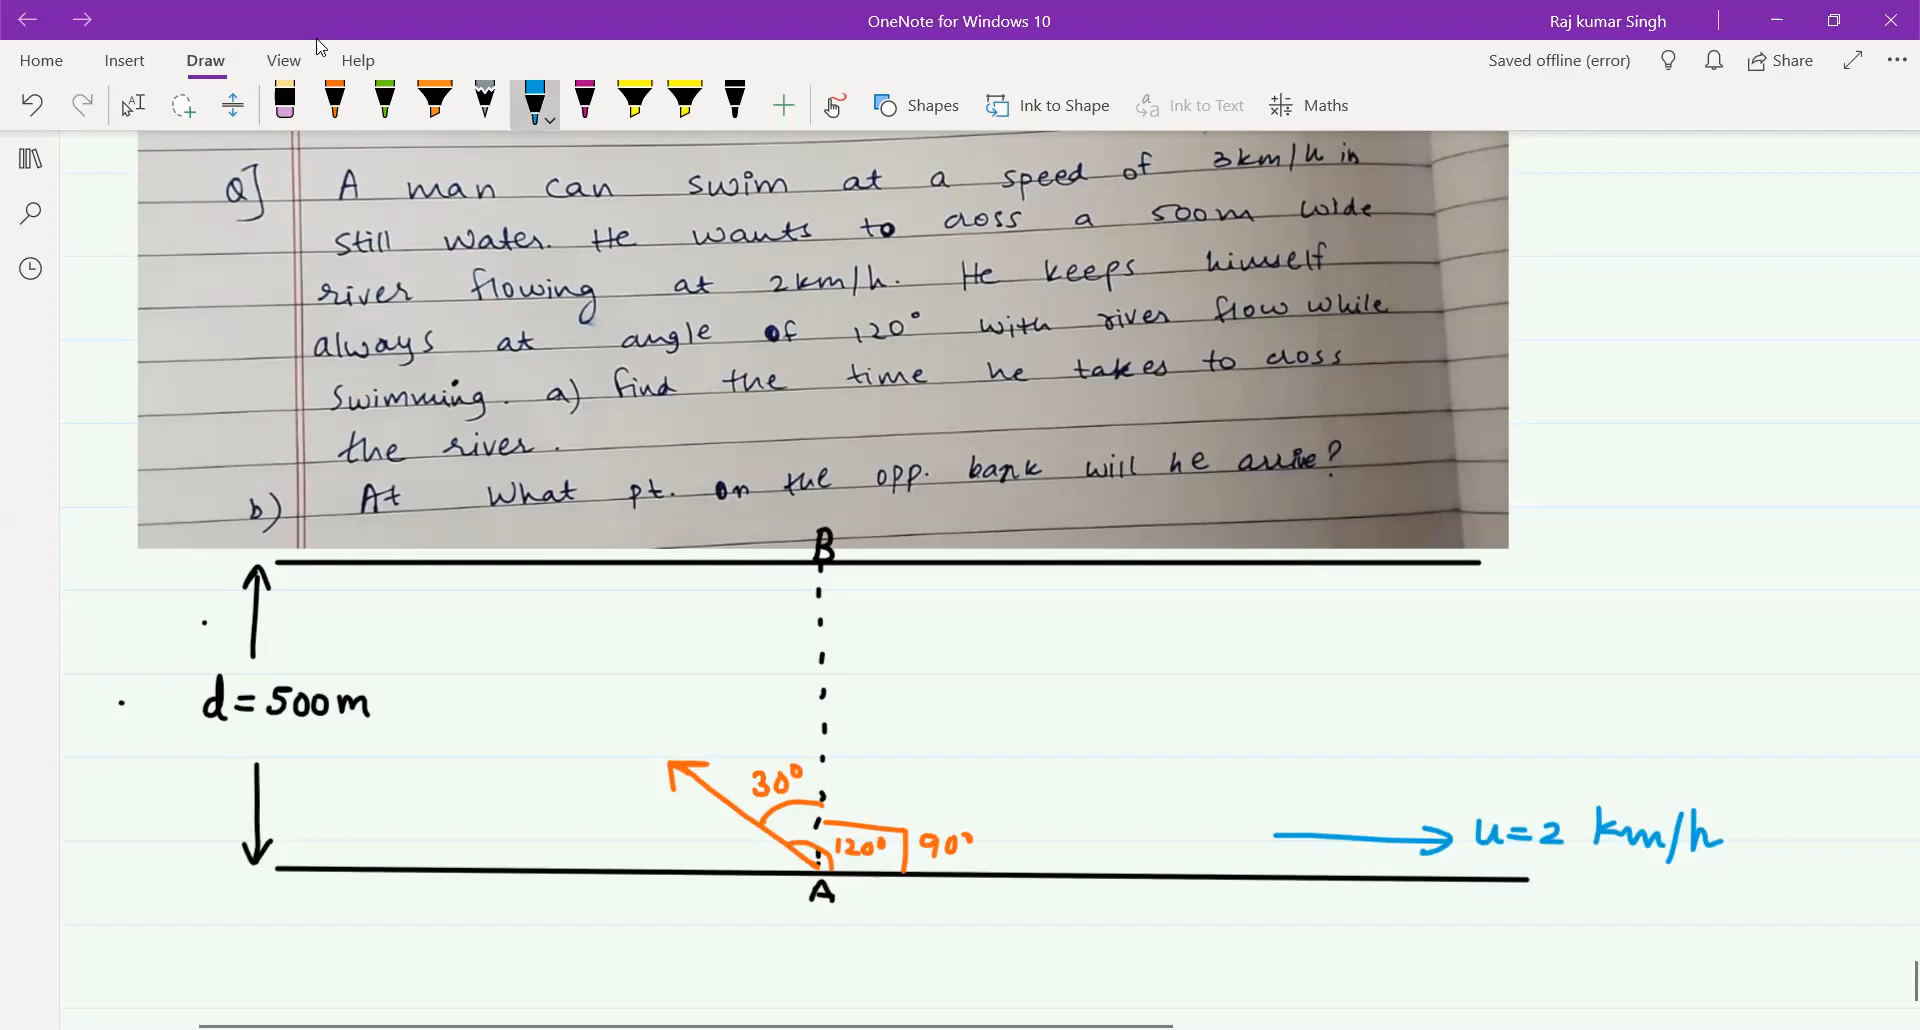 OneNote for Windows 10
Raj kumar Singh
Home Insert Draw View Help
Saved offline (error)
Share
Shapes
Ink to Shape
Ink to Text
Maths
Q] A man can swim at a speed of 3km/h in
still water. He wants to cross a 500m wide
river flowing at 2km/h. He keeps himself
always at angle of 120° with river flow while
swimming. a) find the time he takes to cross
the river.
b) At What pt. on the opp. bank will he arrive?
B
d = 500m
30°
120° 90°
u=2 km/h
A